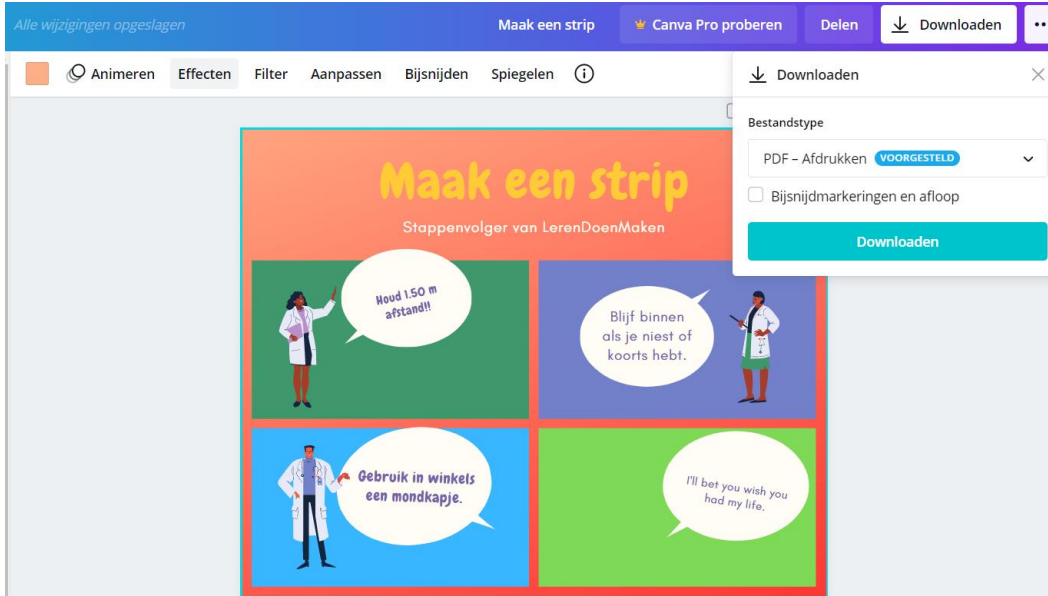 Alle wijzigingen opgeslagen
Maak een strip
Canva Pro proberen
Delen
Downloaden
Animeren
Effecten
Filter
Aanpassen
Bijsnijden
Spiegelen
Downloaden
Bestandstype
PDF – Afdrukken VOORGESTELD
Bijsnijdmarkeringen en afloop
Downloaden
Maak een strip
Stappenvolger van LerenDoenMaken
Houd 1.50 m
afstand!!
Blijf binnen
als je niest of
koorts hebt.
Gebruik in winkels
een mondkapje.
I'll bet you wish you
had my life.